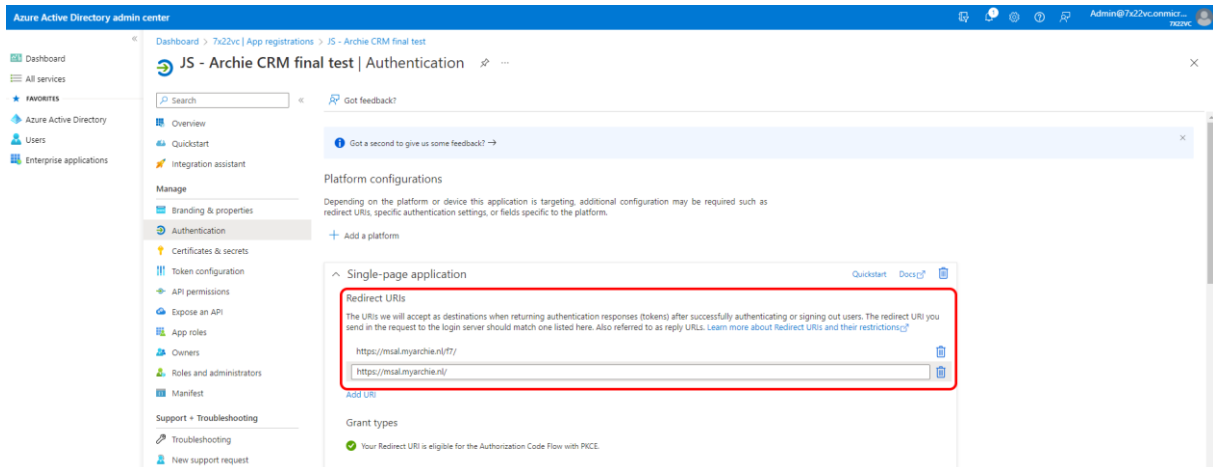 Azure Active Directory admin center
Admin@7x22vc.onmicr...
7X22VC
Dashboard > 7x22vc | App registrations > JS - Archie CRM final test
JS - Archie CRM final test | Authentication
Dashboard
All services
FAVORITES
Azure Active Directory
Users
Enterprise applications
Search
Overview
Quickstart
Integration assistant
Manage
Branding & properties
Authentication
Certificates & secrets
Token configuration
API permissions
Expose an API
App roles
Owners
Roles and administrators
Manifest
Support + Troubleshooting
Troubleshooting
New support request
Got feedback?
Got a second to give us some feedback? →
Platform configurations
Depending on the platform or device this application is targeting, additional configuration may be required such as
redirect URIs, specific authentication settings, or fields specific to the platform.
+ Add a platform
Single-page application
Quickstart Docs
Redirect URIs
The URIs we will accept as destinations when returning authentication responses (tokens) after successfully authenticating or signing out users. The redirect URI you
send in the request to the login server should match one listed here. Also referred to as reply URLs. Learn more about Redirect URIs and their restrictions
https://msal.myarchie.nl/f7/
https://msal.myarchie.nl/
Add URI
Grant types
Your Redirect URI is eligible for the Authorization Code Flow with PKCE.